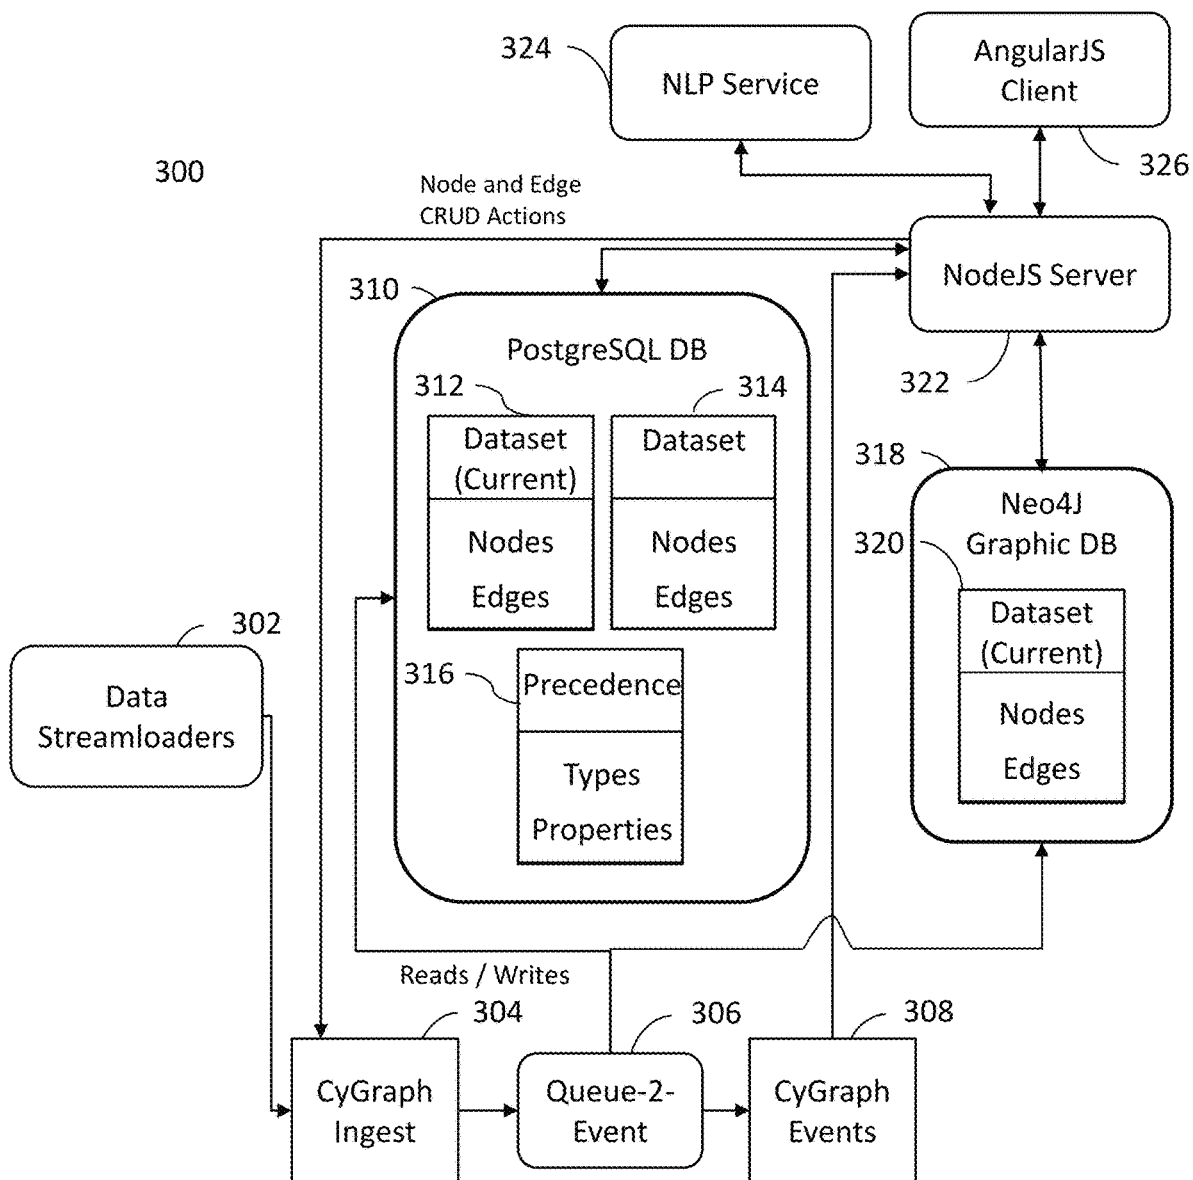 324
NLP Service
AngularJS
Client
326
300
Node and Edge
CRUD Actions
NodeJS Server
322
310
PostgreSQL DB
312
314
Dataset
(Current)
Nodes
Edges
Dataset
Nodes
Edges
316
Precedence
Types
Properties
318
Neo4J
Graphic DB
320
Dataset
(Current)
Nodes
Edges
302
Data
Streamloaders
Reads / Writes
304
CyGraph
Ingest
306
Queue-2-
Event
308
CyGraph
Events